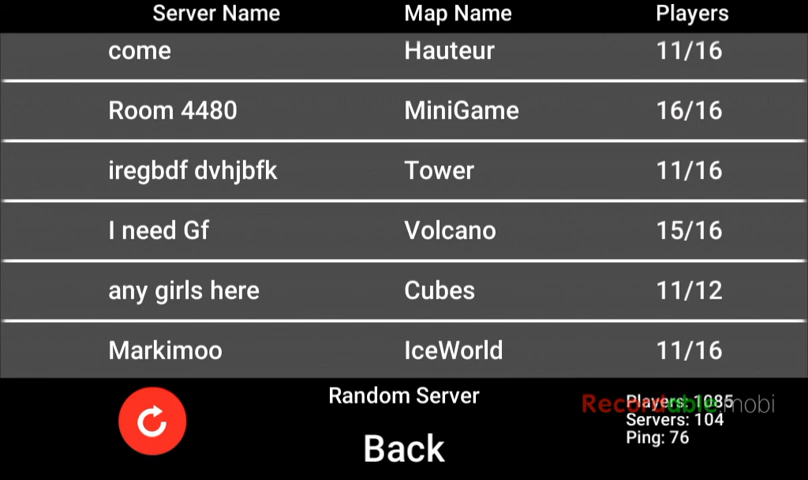 Server Name Map Name Players
come Hauteur 11/16
Room 4480 MiniGame 16/16
iregbdf dvhjbfk Tower 11/16
I need Gf Volcano 15/16
any girls here Cubes 11/12
Markimoo IceWorld 11/16
Random Server
Recordable.mobi
Players: 1085
Servers: 104
Back
Ping: 76